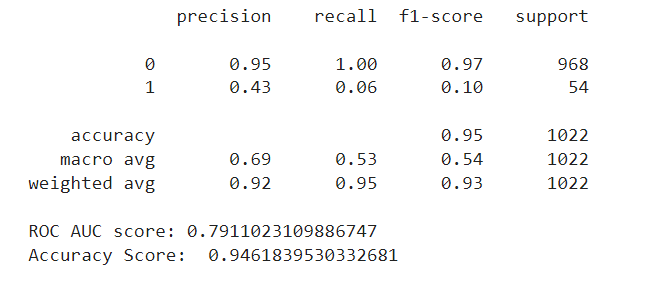 precision recall f1-score support
0 0.95 1.00 0.97 968
1 0.43 0.06 0.10 54
accuracy 0.95 1022
macro avg 0.69 0.53 0.54 1022
weighted avg 0.92 0.95 0.93 1022
ROC AUC score: 0.7911023109886747
Accuracy Score: 0.9461839530332681